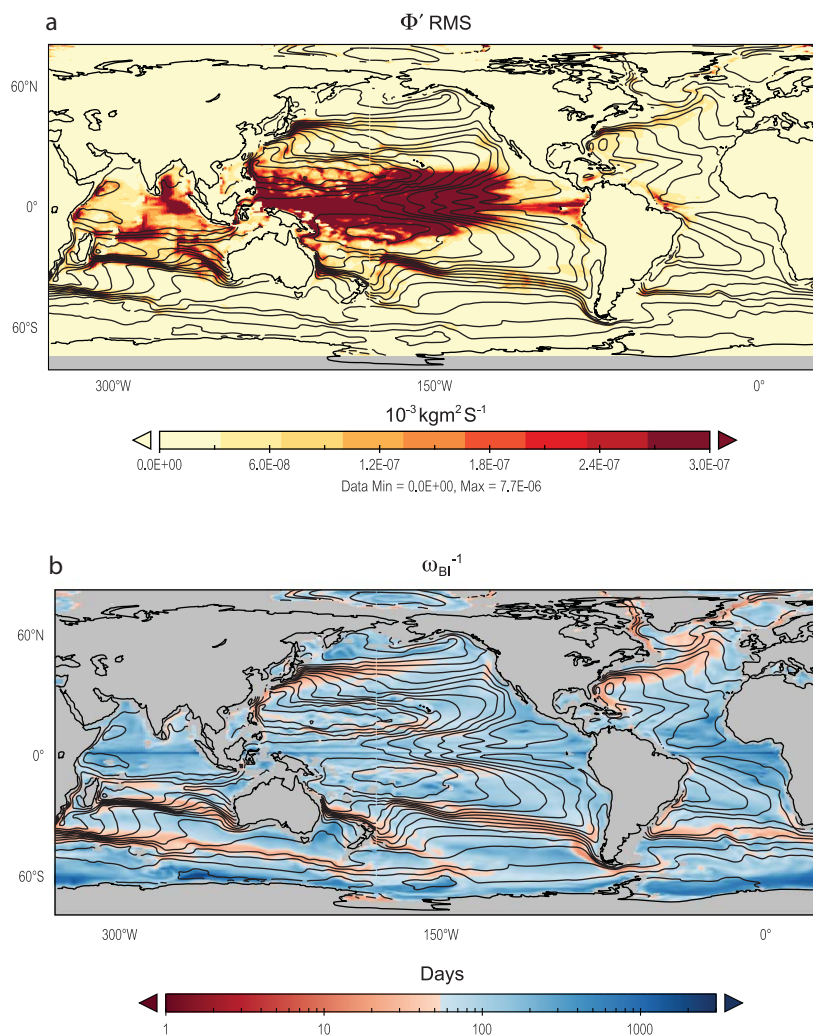 a
Φ′ RMS
60°N
0°
60°S
300°W 150°W 0°
10⁻³ kgm² S⁻¹
0.0E+00 6.0E-08 1.2E-07 1.8E-07 2.4E-07 3.0E-07
Data Min = 0.0E+00, Max = 7.7E-06
b
ω_BI⁻¹
60°N
0°
60°S
300°W 150°W 0°
Days
1 10 100 1000